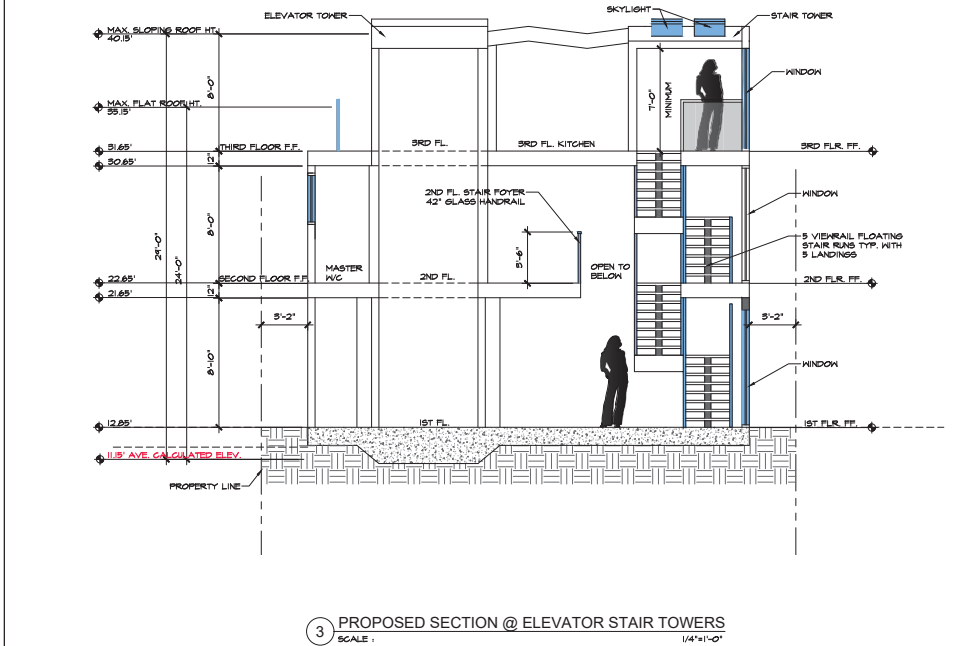 ELEVATOR TOWER
SKYLIGHT
STAIR TOWER
MAX. SLOPING ROOF HT.
40.15'
8'-0"
7'-0"
MINIMUM
WINDOW
MAX. FLAT ROOF HT.
35.15'
31.65'
THIRD FLOOR F.F.
3RD FL.
3RD FL. KITCHEN
3RD FLR. FF.
30.65'
12"
2ND FL. STAIR FOYER
42" GLASS HANDRAIL
WINDOW
8'-0"
29'-0"
24'-0"
3'-6"
5 VIEWRAIL FLOATING
STAIR RUNS TYP. WITH
5 LANDINGS
MASTER
W/C
OPEN TO
BELOW
22.65'
SECOND FLOOR F.F.
2ND FL.
2ND FLR. FF.
21.65'
12"
3'-2"
3'-2"
8'-10"
WINDOW
12.85'
1ST FL.
1ST FLR. FF.
11.15' AVE. CALCULATED ELEV.
PROPERTY LINE
3
PROPOSED SECTION @ ELEVATOR STAIR TOWERS
SCALE :
1/4"=1'-0"